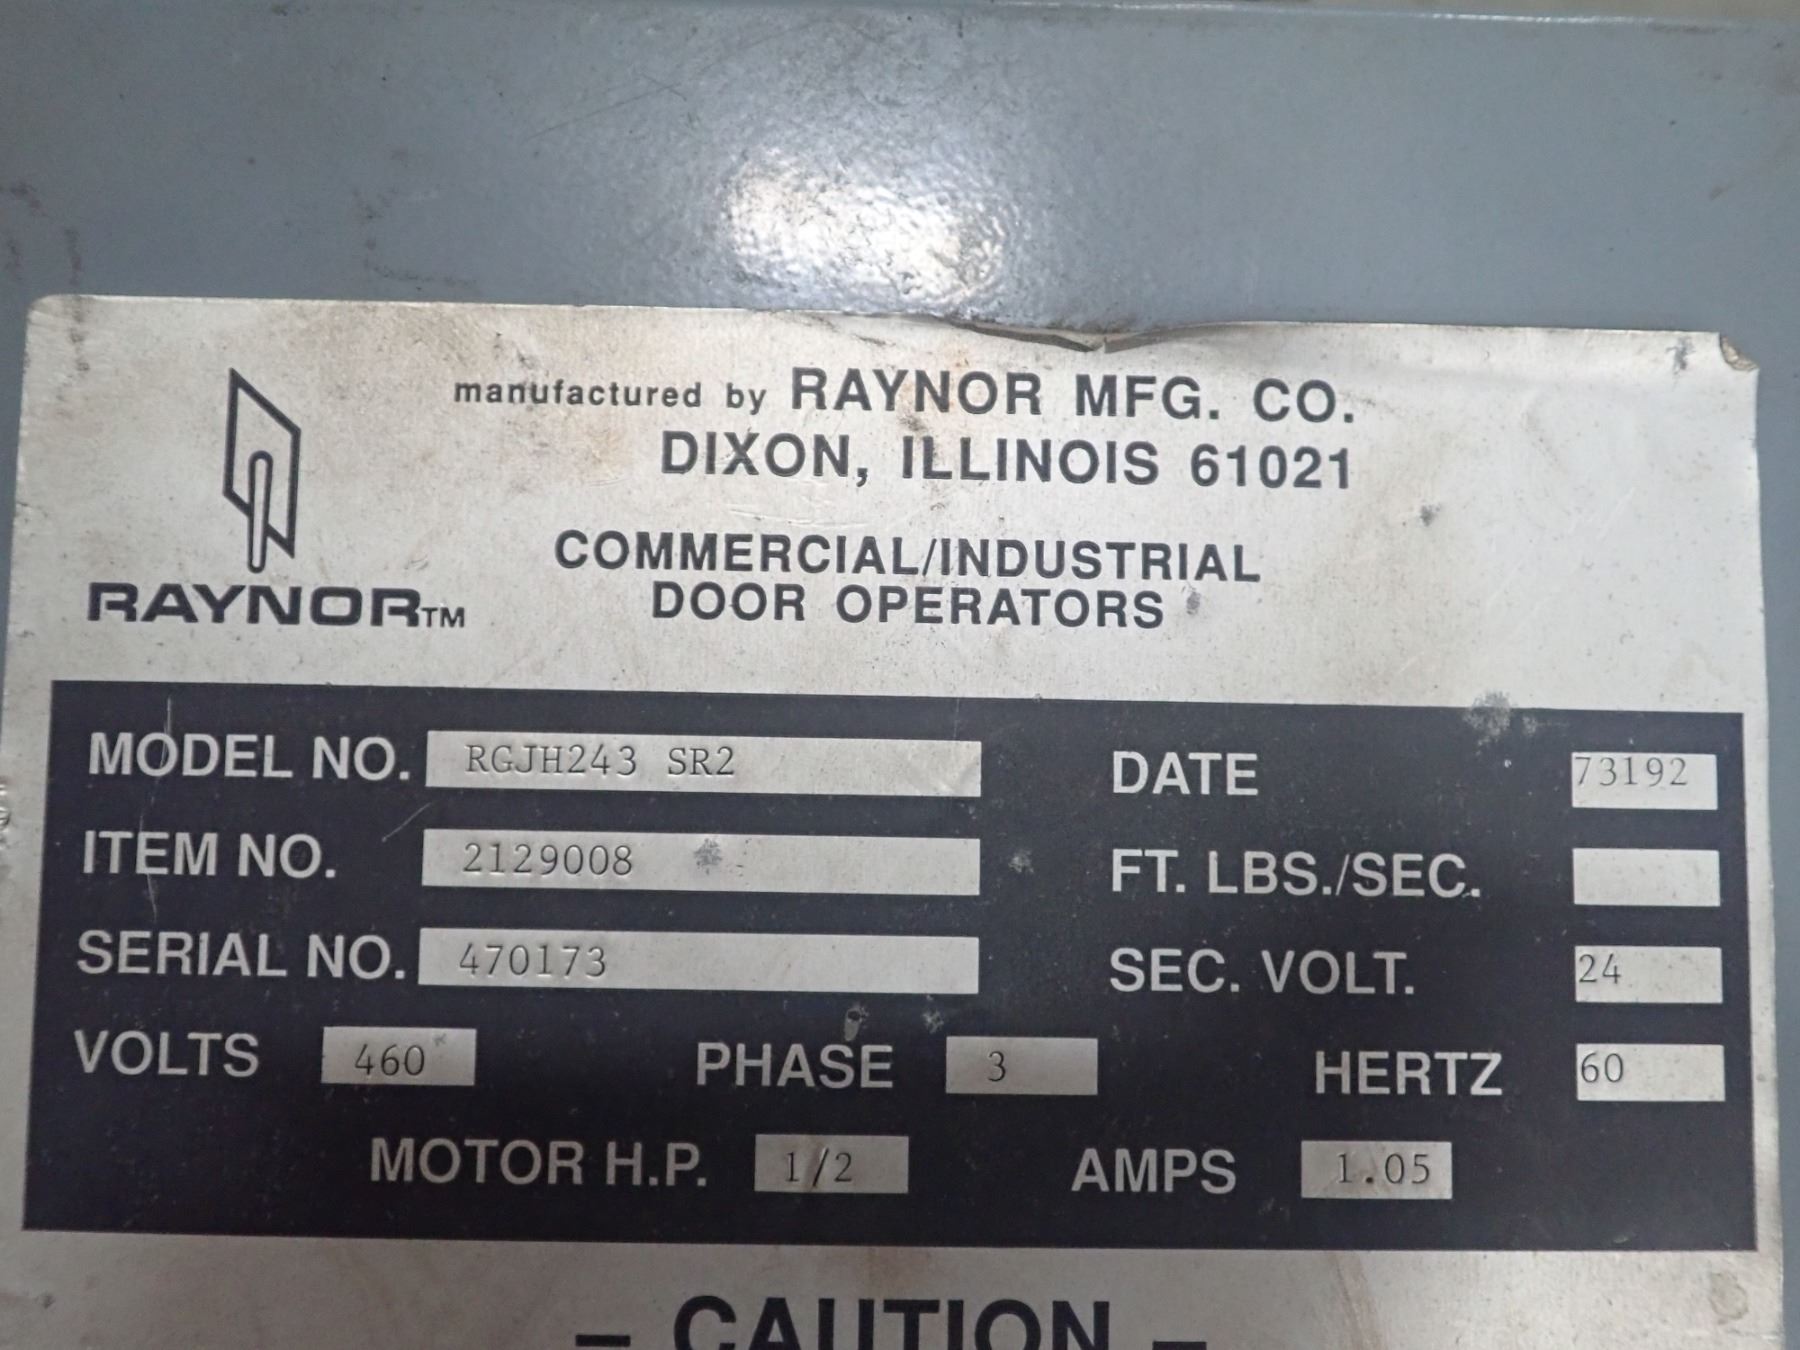 manufactured by RAYNOR MFG. CO.
DIXON, ILLINOIS 61021
COMMERCIAL/INDUSTRIAL
DOOR OPERATORS
RAYNOR™
MODEL NO. RGJH243 SR2
DATE 73192
ITEM NO. 2129008
FT. LBS./SEC.
SERIAL NO. 470173
SEC. VOLT. 24
VOLTS 460 PHASE 3 HERTZ 60
MOTOR H.P. 1/2 AMPS 1.05
– CAUTION –